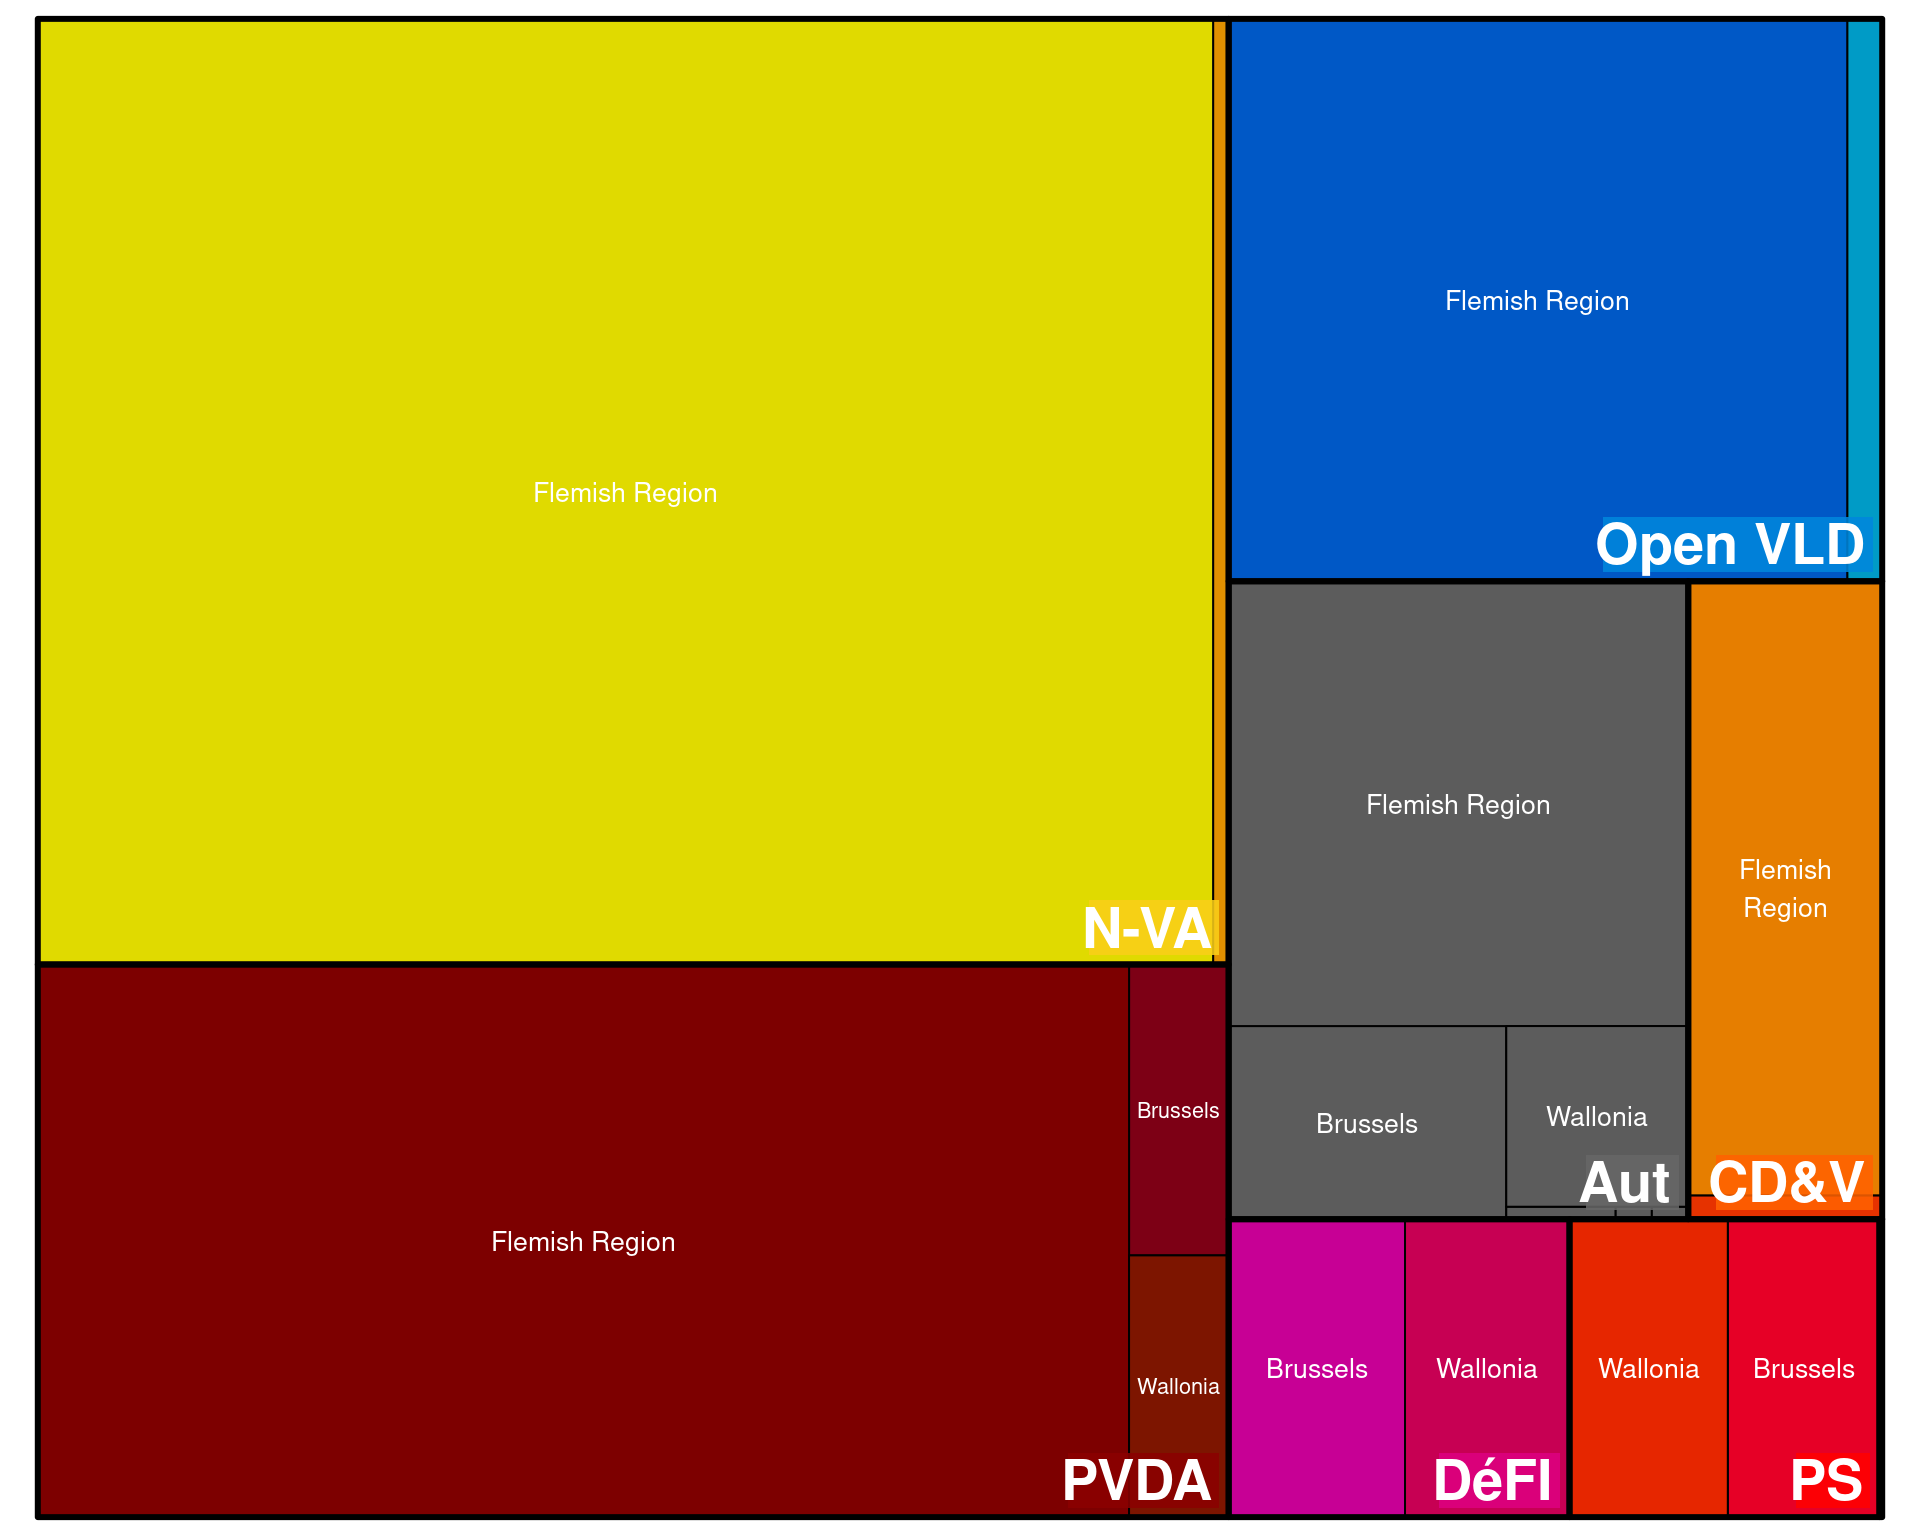 Flemish Region
N-VA
Flemish Region
Brussels
Wallonia
PVDA
Flemish Region
Open VLD
Flemish Region
Brussels
Wallonia
Aut
Flemish
Region
CD&V
Brussels
Wallonia
DéFI
Wallonia
Brussels
PS